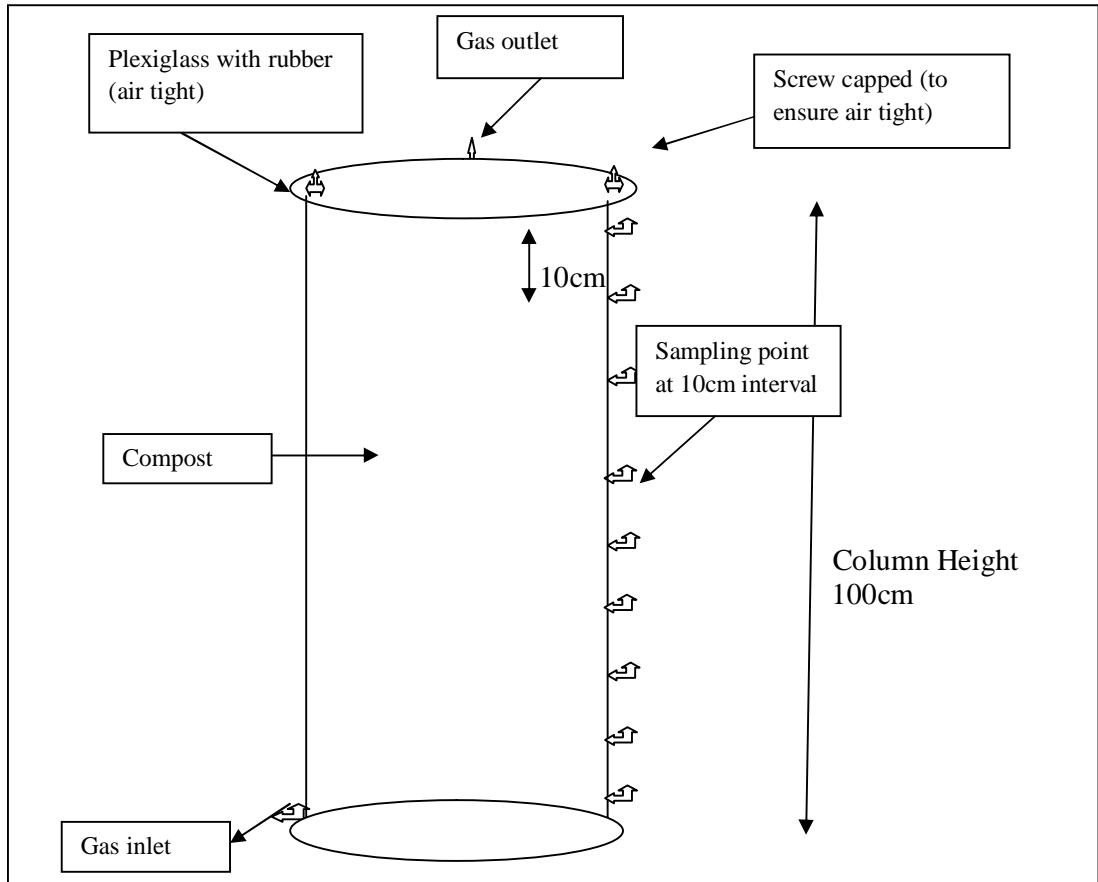 Gas outlet
Plexiglass with rubber
(air tight)
Screw capped (to
ensure air tight)
10cm
Sampling point
at 10cm interval
Compost
Column Height
100cm
Gas inlet